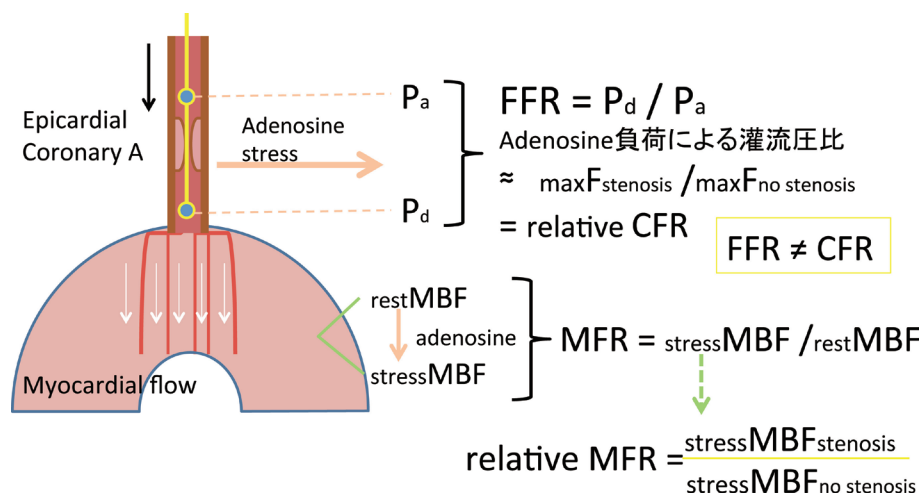 Epicardial
Coronary A
Adenosine
stress
Pa
Pd
FFR = Pd / Pa
Adenosine負荷による灌流圧比
≈ maxFstenosis /maxFno stenosis
= relative CFR
FFR ≠ CFR
restMBF
adenosine
stressMBF
MFR = stressMBF /restMBF
Myocardial flow
relative MFR = stressMBFstenosis
stressMBFno stenosis